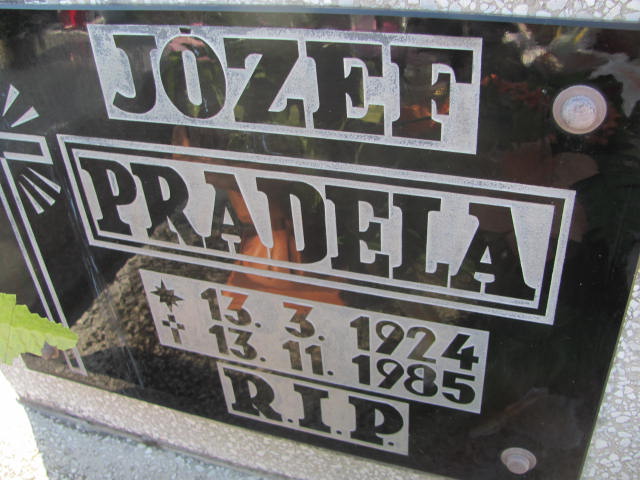 JÓZEF
PRADELA
13. 3. 1924
13. 11. 1985
R.I.P.